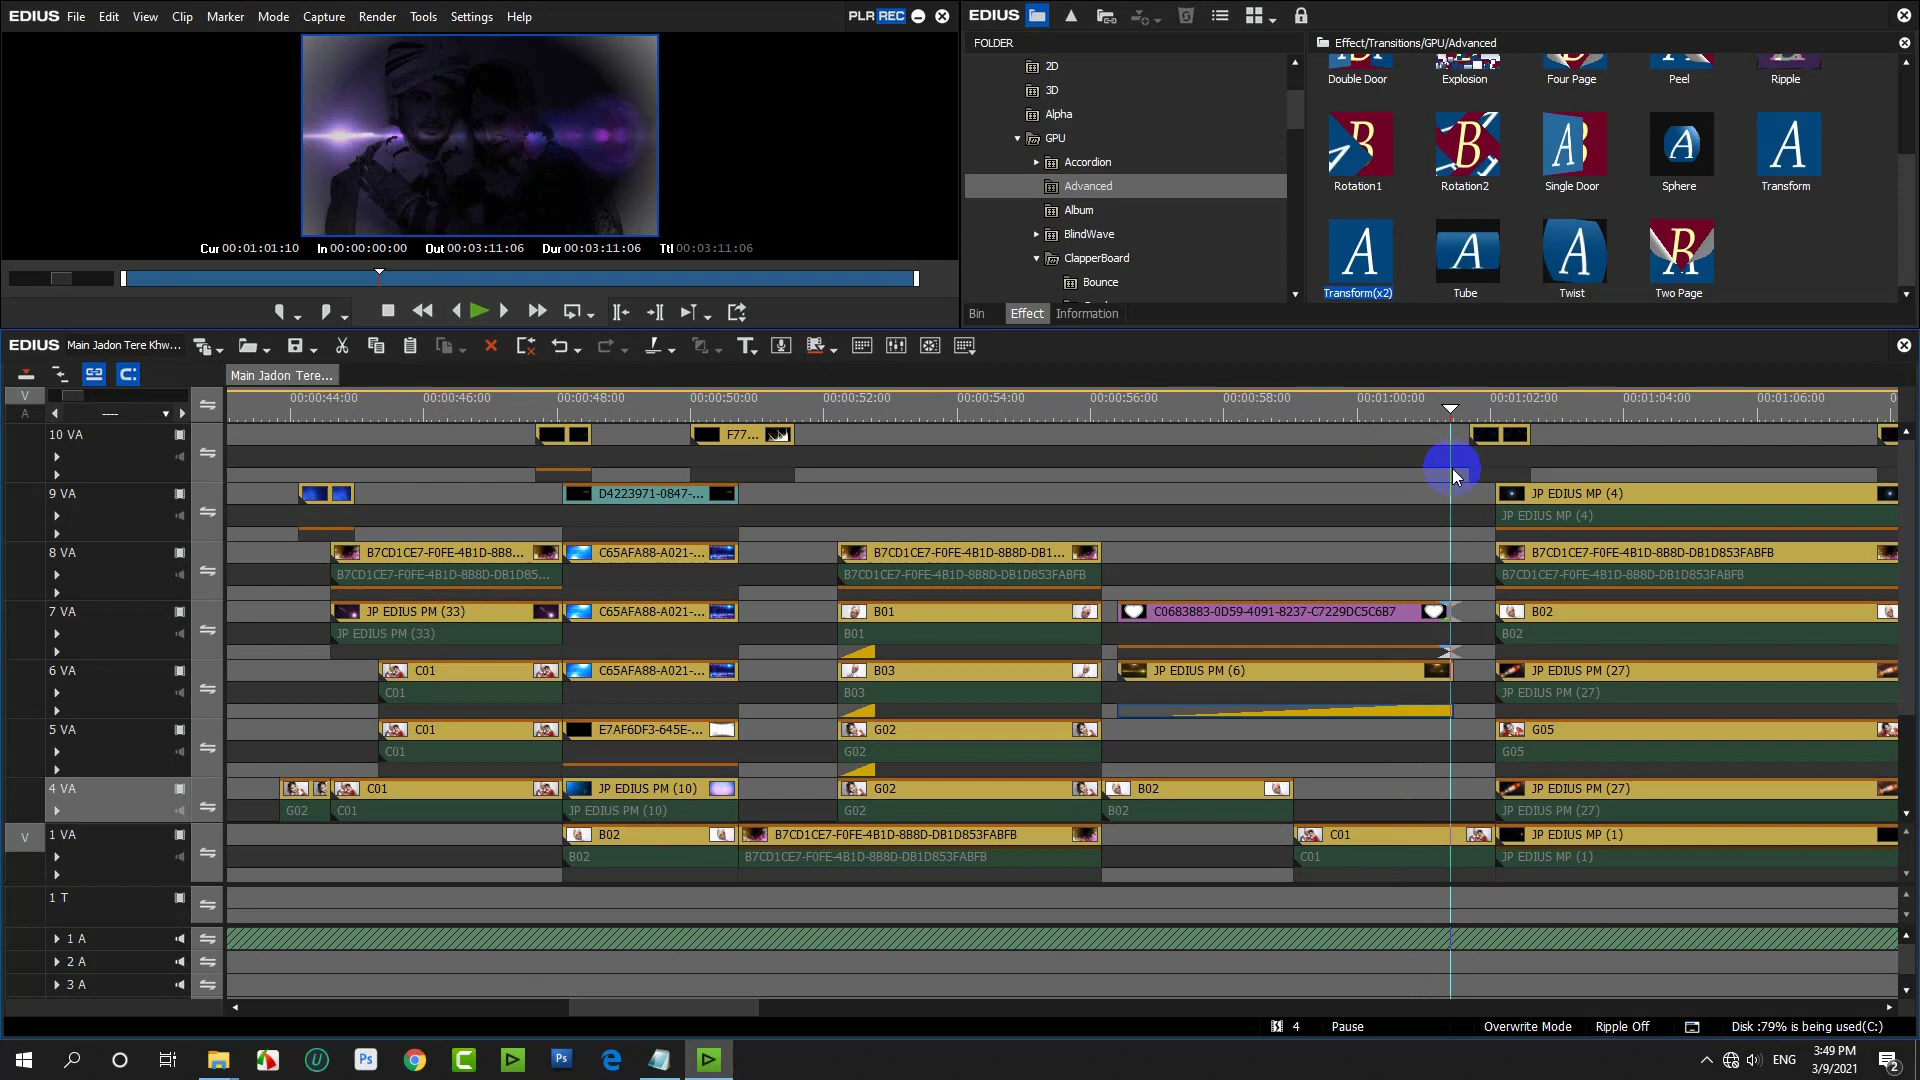 EDIUS File Edit View Clip Marker Mode Capture Render Tools Settings Help PLR REC
Cur 00:01:01:10 In 00:00:00:00 Out 00:03:11:06 Dur 00:03:11:06 Ttl 00:03:11:06
EDIUS
FOLDER
2D
3D
Alpha
GPU
Accordion
Advanced
Album
BlindWave
ClapperBoard
Bounce
Bin Effect Information
Effect/Transitions/GPU/Advanced
Double Door Explosion Four Page Peel Ripple
Rotation1 Rotation2 Single Door Sphere Transform
Transform(x2) Tube Twist Two Page
EDIUS Main Jadon Tere Khw...
Main Jadon Tere...
V
A
----
00:00:44:00 00:00:46:00 00:00:48:00 00:00:50:00 00:00:52:00 00:00:54:00 00:00:56:00 00:00:58:00 00:01:00:00 00:01:02:00 00:01:04:00 00:01:06:00 0
10 VA F77...
9 VA D4223971-0847-... JP EDIUS MP (4)
JP EDIUS MP (4)
8 VA B7CD1CE7-F0FE-4B1D-8B8... C65AFA88-A021-... B7CD1CE7-F0FE-4B1D-8B8D-DB1... B7CD1CE7-F0FE-4B1D-8B8D-DB1D853FABFB
B7CD1CE7-F0FE-4B1D-8B8D-DB1D85... B7CD1CE7-F0FE-4B1D-8B8D-DB1D853FABFB B7CD1CE7-F0FE-4B1D-8B8D-DB1D853FABFB
7 VA JP EDIUS PM (33) C65AFA88-A021-... B01 C0683883-0D59-4091-8237-C7229DC5C6B7 B02
JP EDIUS PM (33) B01 B02
6 VA C01 C65AFA88-A021-... B03 JP EDIUS PM (6) JP EDIUS PM (27)
C01 B03 JP EDIUS PM (27)
5 VA C01 E7AF6DF3-645E-... G02 G05
C01 G02 G05
4 VA C01 JP EDIUS PM (10) G02 B02 JP EDIUS PM (27)
G02 C01 JP EDIUS PM (10) G02 B02 JP EDIUS PM (27)
V 1 VA B02 B7CD1CE7-F0FE-4B1D-8B8D-DB1D853FABFB C01 JP EDIUS MP (1)
B02 B7CD1CE7-F0FE-4B1D-8B8D-DB1D853FABFB C01 JP EDIUS MP (1)
1 T
1 A
2 A
3 A
4 Pause Overwrite Mode Ripple Off Disk :79% is being used(C:)
ENG 3:49 PM
3/9/2021
2